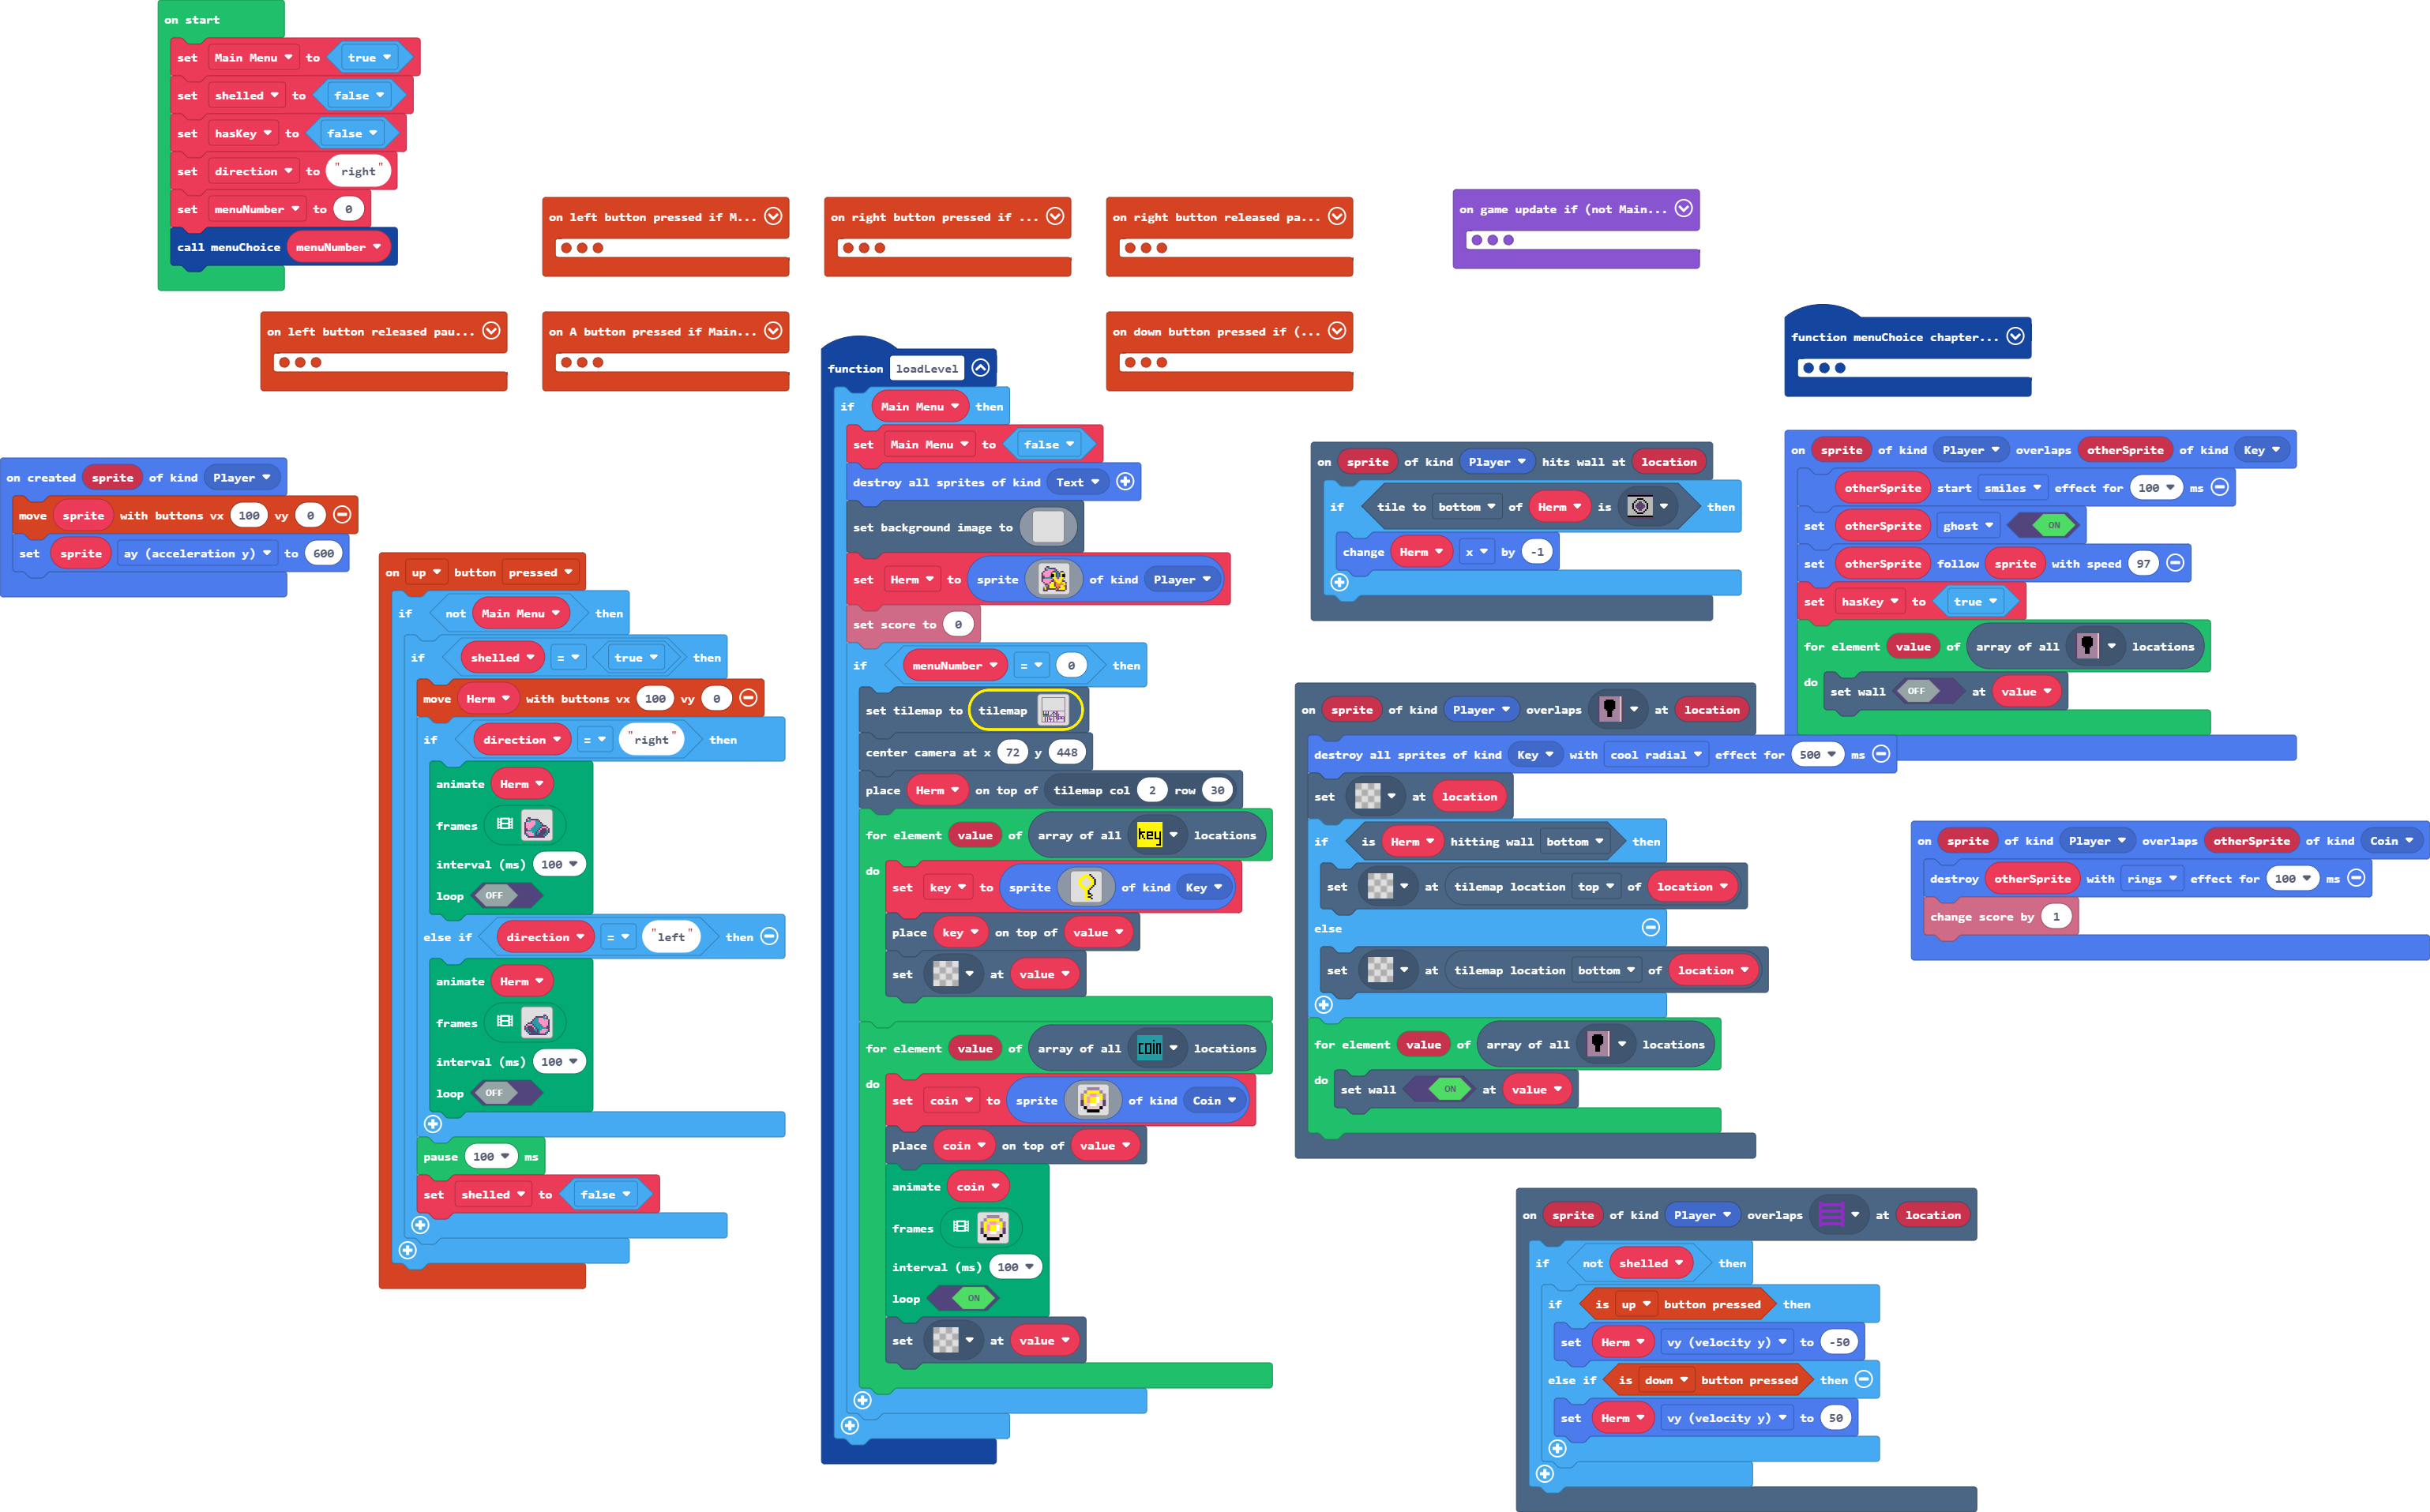 on start
set Main Menu to true
set shelled to false
set hasKey to false
set direction to "right"
set menuNumber to 0
call menuChoice menuNumber
on left button pressed if M...
on right button pressed if ...
on right button released pa...
on game update if (not Main...
on left button released pau...
on A button pressed if Main...
on down button pressed if (...
function menuChoice chapter...
on created sprite of kind Player
move sprite with buttons vx 100 vy 0
set sprite ay (acceleration y) to 600
on up button pressed
if not Main Menu then
if shelled = true then
move Herm with buttons vx 100 vy 0
if direction = "right" then
animate Herm
frames
interval (ms) 100
loop OFF
else if direction = "left" then
animate Herm
frames
interval (ms) 100
loop OFF
pause 100 ms
set shelled to false
function loadLevel
if Main Menu then
set Main Menu to false
destroy all sprites of kind Text
set background image to
set Herm to sprite of kind Player
set score to 0
if menuNumber = 0 then
set tilemap to tilemap
center camera at x 72 y 448
place Herm on top of tilemap col 2 row 30
for element value of array of all key locations
do
set key to sprite of kind Key
place key on top of value
set at value
for element value of array of all coin locations
do
set coin to sprite of kind Coin
place coin on top of value
animate coin
frames
interval (ms) 100
loop ON
set at value
on sprite of kind Player hits wall at location
if tile to bottom of Herm is then
change Herm x by -1
on sprite of kind Player overlaps at location
destroy all sprites of kind Key with cool radial effect for 500 ms
set at location
if is Herm hitting wall bottom then
set at tilemap location top of location
else
set at tilemap location bottom of location
for element value of array of all locations
do
set wall ON at value
on sprite of kind Player overlaps otherSprite of kind Key
otherSprite start smiles effect for 100 ms
set otherSprite ghost ON
set otherSprite follow sprite with speed 97
set hasKey to true
for element value of array of all locations
do
set wall OFF at value
on sprite of kind Player overlaps otherSprite of kind Coin
destroy otherSprite with rings effect for 100 ms
change score by 1
on sprite of kind Player overlaps at location
if not shelled then
if is up button pressed then
set Herm vy (velocity y) to -50
else if is down button pressed then
set Herm vy (velocity y) to 50